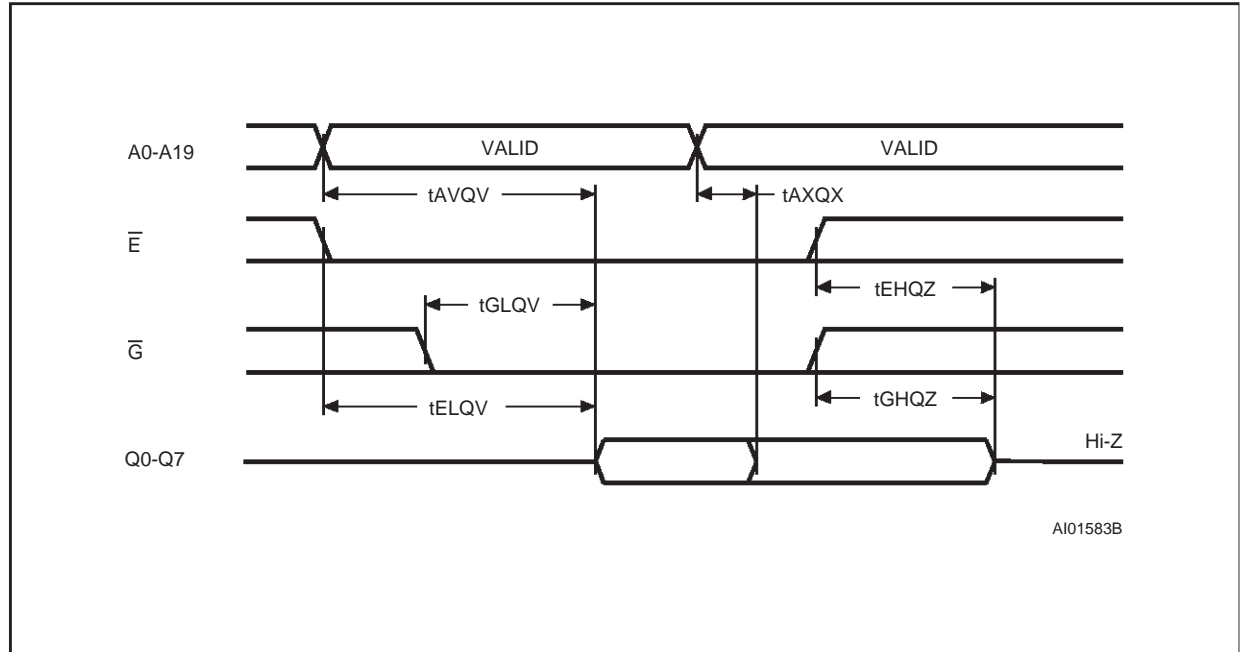 A0-A19
VALID
VALID
tAVQV
tAXQX
E̅
tEHQZ
tGLQV
G̅
tGHQZ
tELQV
Hi-Z
Q0-Q7
AI01583B